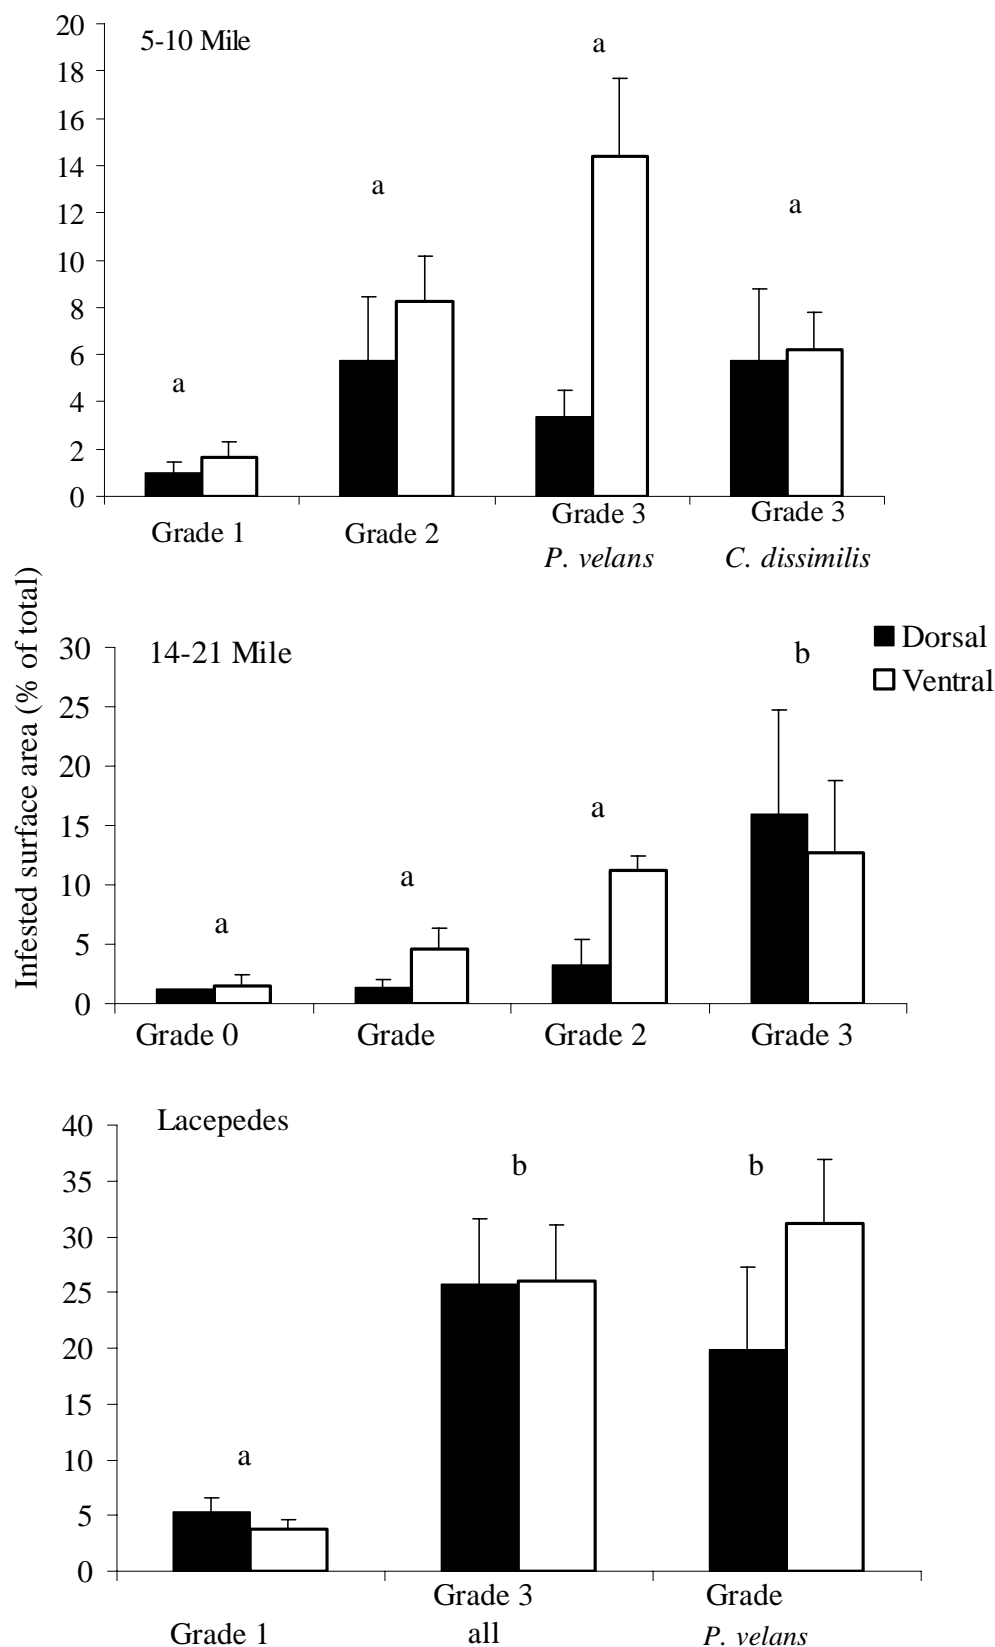 20
5-10 Mile
a
18
16
14
a
a
12
10
8
6
a
4
2
0
Grade 1
Grade 2
Grade 3
Grade 3
P. velans
C. dissimilis
Infested surface area (% of total)
Dorsal
Ventral
30
14-21 Mile
b
25
20
a
15
a
10
a
5
0
Grade 0
Grade
Grade 2
Grade 3
40
Lacepedes
b
b
35
30
25
20
15
a
10
5
0
Grade 1
Grade 3
all
Grade
P. velans